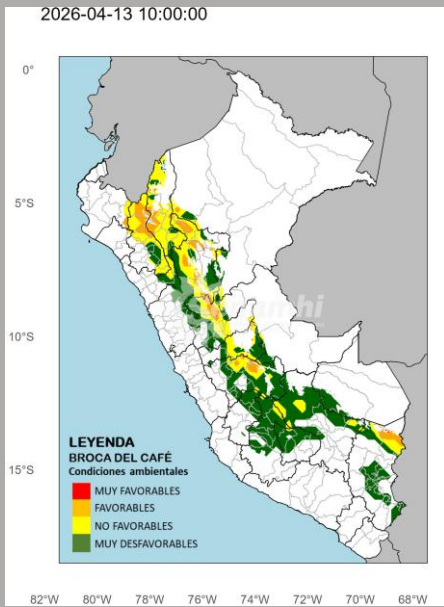 2026-04-13 10:00:00
0°
5°S
10°S
15°S
senamhi
LEYENDA
BROCA DEL CAFÉ
Condiciones ambientales
MUY FAVORABLES
FAVORABLES
NO FAVORABLES
MUY DESFAVORABLES
82°W 80°W 78°W 76°W 74°W 72°W 70°W 68°W